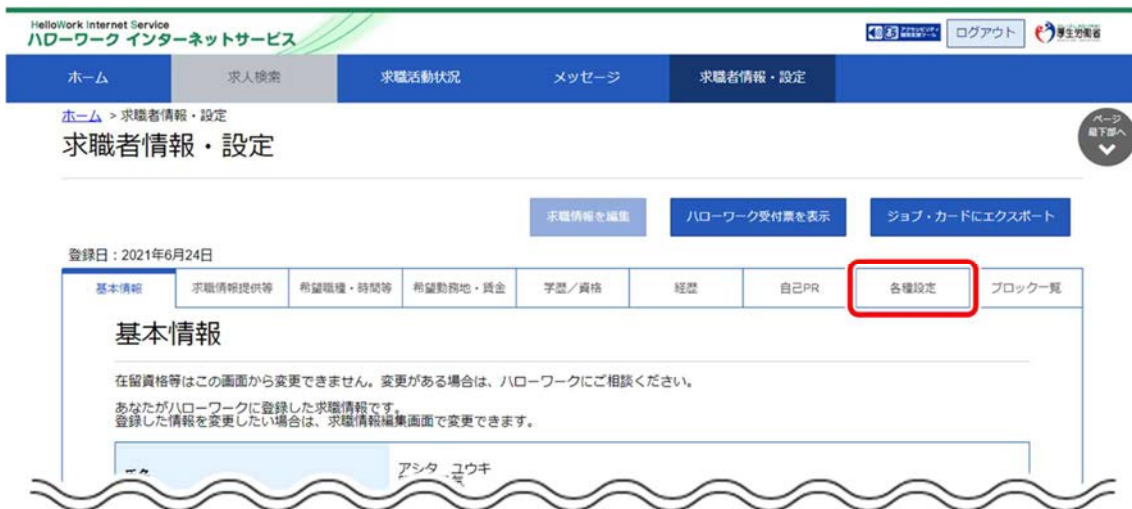 HelloWork Internet Service
ハローワーク インターネットサービス
ログアウト
厚生労働省
ホーム
求人検索
求職活動状況
メッセージ
求職者情報・設定
ホーム > 求職者情報・設定
ページ
最下部へ
求職者情報・設定
求職情報を編集
ハローワーク受付票を表示
ジョブ・カードにエクスポート
登録日：2021年6月24日
基本情報
求職情報提供等
希望職種・時間等
希望勤務地・賃金
学歴／資格
経歴
自己PR
各種設定
ブロック一覧
基本情報
在留資格等はこの画面から変更できません。変更がある場合は、ハローワークにご相談ください。
あなたがハローワークに登録した求職情報です。
登録した情報を変更したい場合は、求職情報編集画面で変更できます。
アシタ ユウキ